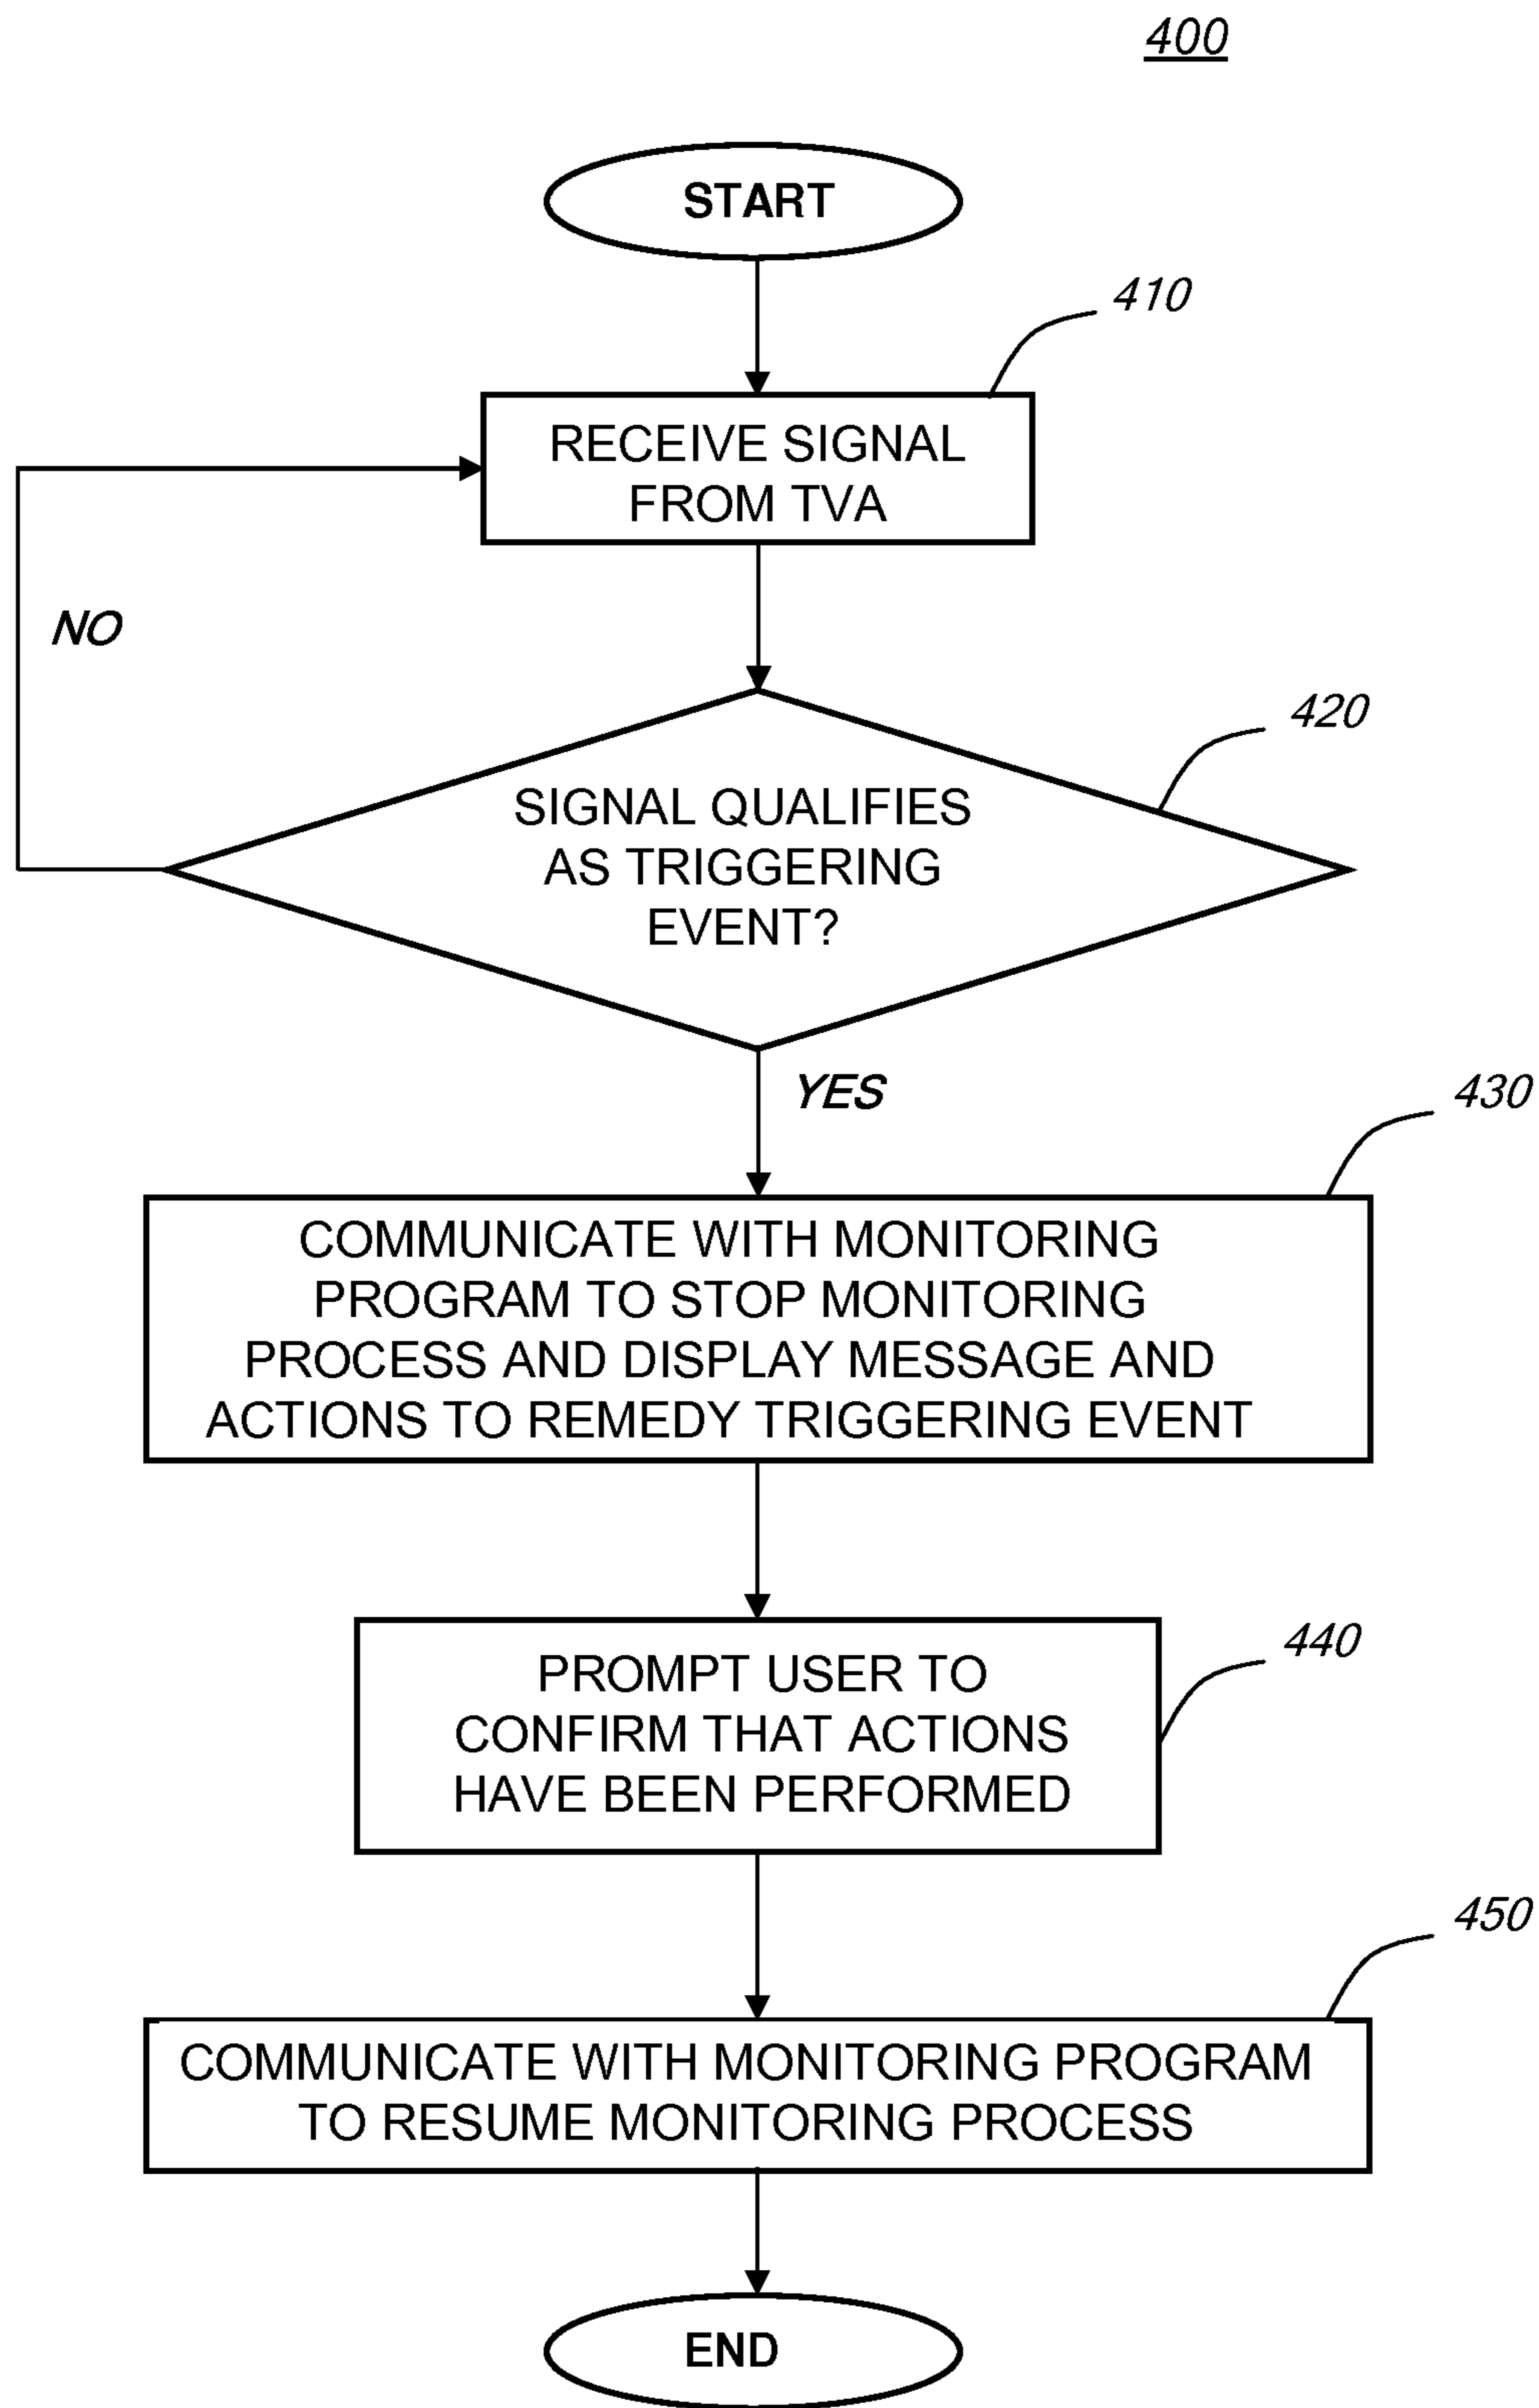 400
START
410
RECEIVE SIGNAL
FROM TVA
NO
420
SIGNAL QUALIFIES
AS TRIGGERING
EVENT?
YES
430
COMMUNICATE WITH MONITORING
PROGRAM TO STOP MONITORING
PROCESS AND DISPLAY MESSAGE AND
ACTIONS TO REMEDY TRIGGERING EVENT
440
PROMPT USER TO
CONFIRM THAT ACTIONS
HAVE BEEN PERFORMED
450
COMMUNICATE WITH MONITORING PROGRAM
TO RESUME MONITORING PROCESS
END